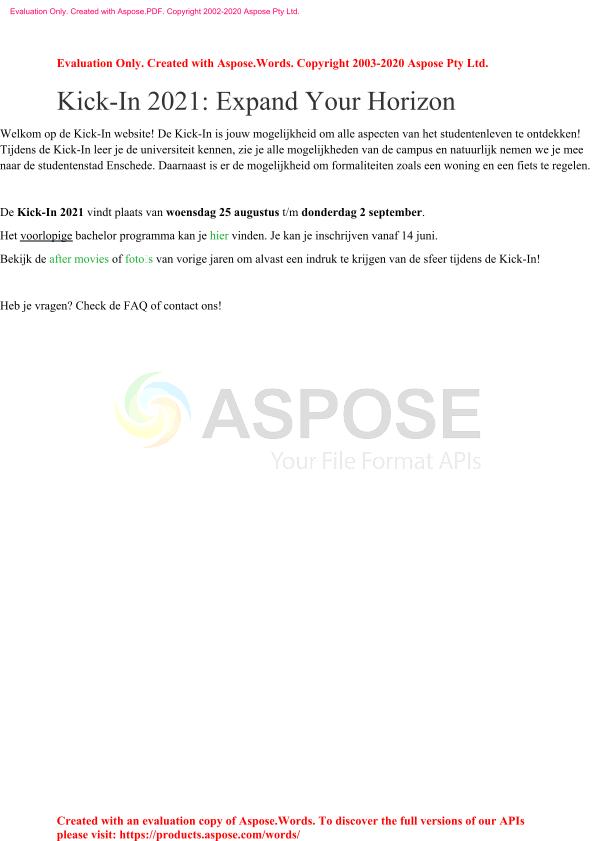 Evaluation Only. Created with Aspose.PDF. Copyright 2002-2020 Aspose Pty Ltd.
Evaluation Only. Created with Aspose.Words. Copyright 2003-2020 Aspose Pty Ltd.
Kick-In 2021: Expand Your Horizon
Welkom op de Kick-In website! De Kick-In is jouw mogelijkheid om alle aspecten van het studentenleven te ontdekken!
Tijdens de Kick-In leer je de universiteit kennen, zie je alle mogelijkheden van de campus en natuurlijk nemen we je mee
naar de studentenstad Enschede. Daarnaast is er de mogelijkheid om formaliteiten zoals een woning en een fiets te regelen.
De Kick-In 2021 vindt plaats van woensdag 25 augustus t/m donderdag 2 september.
Het voorlopige bachelor programma kan je hier vinden. Je kan je inschrijven vanaf 14 juni.
Bekijk de after movies of foto□s van vorige jaren om alvast een indruk te krijgen van de sfeer tijdens de Kick-In!
Heb je vragen? Check de FAQ of contact ons!
ASPOSE
Your File Format APIs
Created with an evaluation copy of Aspose.Words. To discover the full versions of our APIs
please visit: https://products.aspose.com/words/